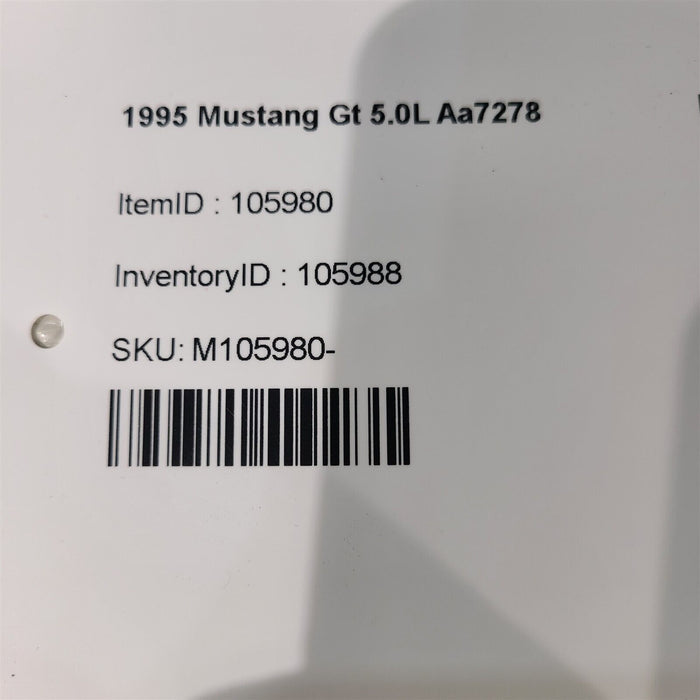 1995 Mustang Gt 5.0L Aa7278
ItemID : 105980
InventoryID : 105988
SKU: M105980-